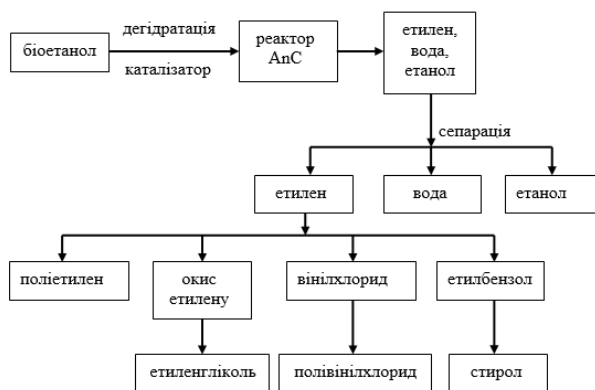 біоетанол
дегідратація
каталізатор
реактор
АпС
етилен,
вода,
етанол
сепарація
етилен
вода
етанол
поліетилен
окис
етилену
вінілхлорид
етилбензол
етиленгліколь
полівінілхлорид
стирол